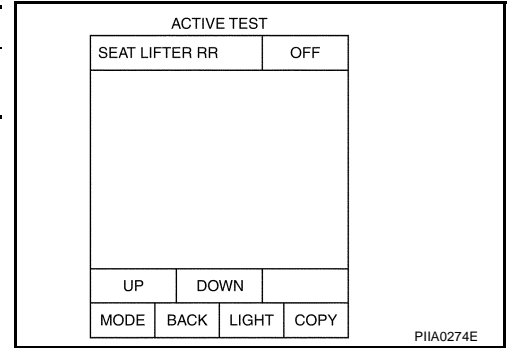 ACTIVE TEST
SEAT LIFTER RR OFF
UP DOWN
MODE BACK LIGHT COPY
PIIA0274E